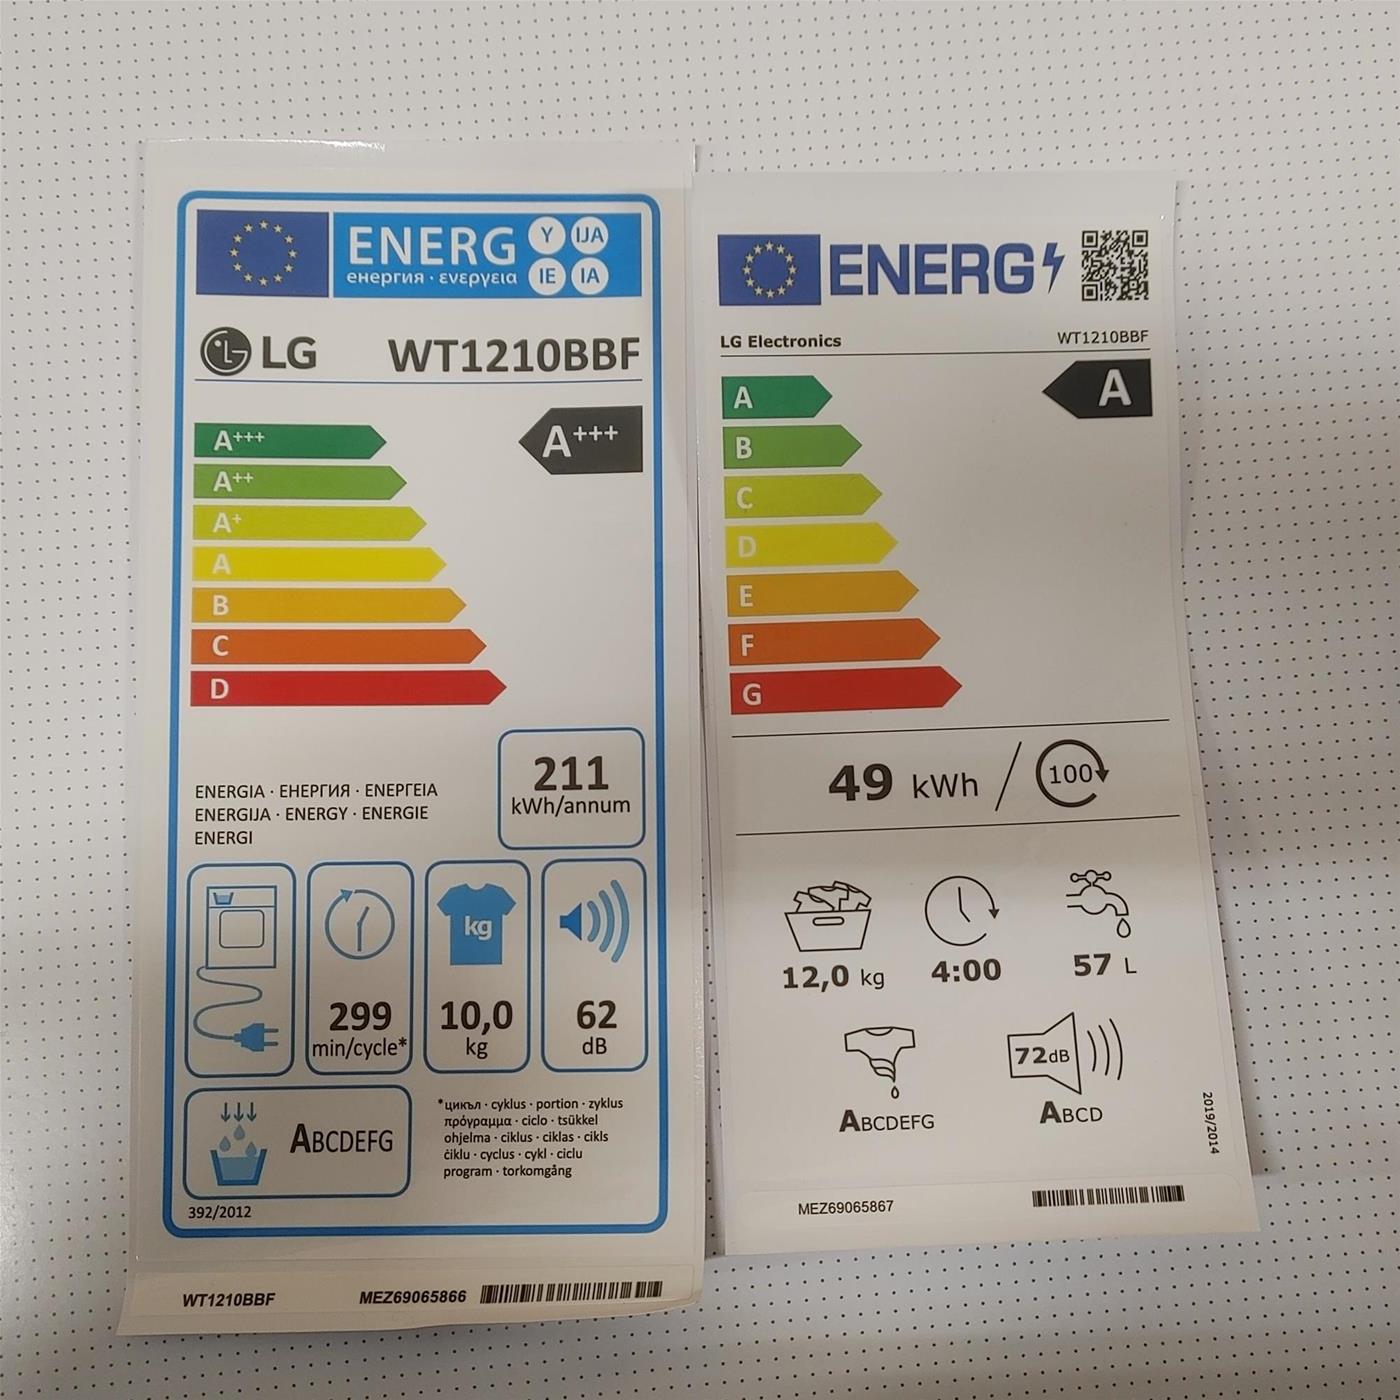 ENERG Y IJA
енергия · ενεργεια IE IA
LG WT1210BBF
A+++
A+++
A++
A+
A
B
C
D
211
kWh/annum
ENERGIA · ЕНЕРГИЯ · ΕΝΕΡΓΕΙΑ
ENERGIJA · ENERGY · ENERGIE
ENERGI
299
min/cycle*
kg
10,0
kg
62
dB
ABCDEFG
*цикъл · cyklus · portion · zyklus
πρόγραμμα · ciclo · tsükkel
ohjelma · ciklus · ciklas · cikls
ċiklu · cyclus · cykl · ciclu
program · torkomgång
392/2012
WT1210BBF MEZ69065866
ENERG
LG Electronics WT1210BBF
A
A
B
C
D
E
F
G
49 kWh / 100
12,0 kg
4:00
57 L
ABCDEFG
72dB
ABCD
2019/2014
MEZ69065867